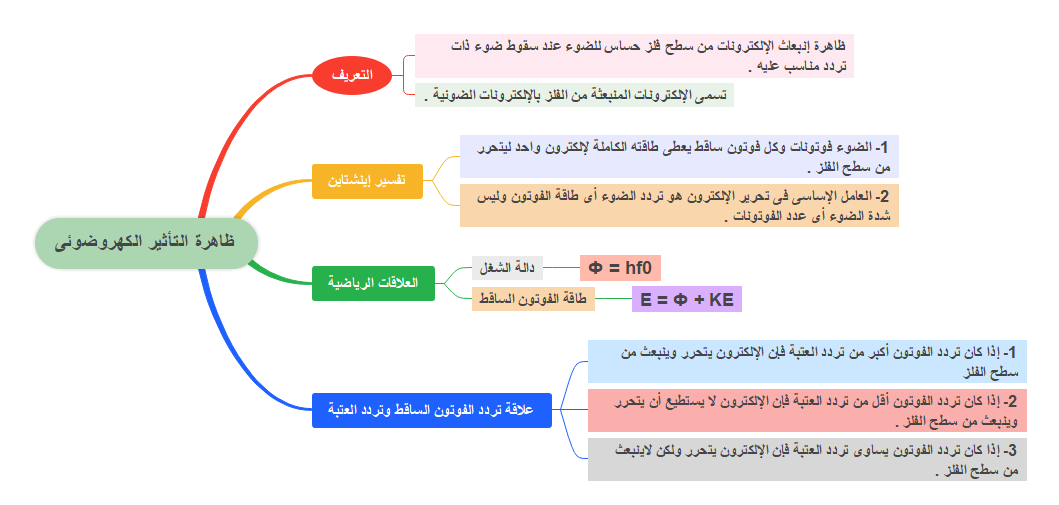 ظاهرة التأثير الكهروضوئى
التعريف
ظاهرة إنبعاث الإلكترونات من سطح فلز حساس للضوء عند سقوط ضوء ذات
تردد مناسب عليه .
تسمى الإلكترونات المنبعثة من الفلز بالإلكترونات الضوئية .
تفسير إينشتاين
1- الضوء فوتونات وكل فوتون ساقط يعطى طاقته الكاملة لإلكترون واحد ليتحرر
من سطح الفلز .
2- العامل الإساسى فى تحرير الإلكترون هو تردد الضوء أى طاقة الفوتون وليس
شدة الضوء أى عدد الفوتونات .
العلاقات الرياضية
دالة الشغل
Φ = hf0
طاقة الفوتون الساقط
E = Φ + KE
علاقة تردد الفوتون الساقط وتردد العتبة
1- إذا كان تردد الفوتون أكبر من تردد العتبة فإن الإلكترون يتحرر وينبعث من
سطح الفلز
2- إذا كان تردد الفوتون أقل من تردد العتبة فإن الإلكترون لا يستطيع أن يتحرر
وينبعث من سطح الفلز .
3- إذا كان تردد الفوتون يساوى تردد العتبة فإن الإلكترون يتحرر ولكن لاينبعث
من سطح الفلز .